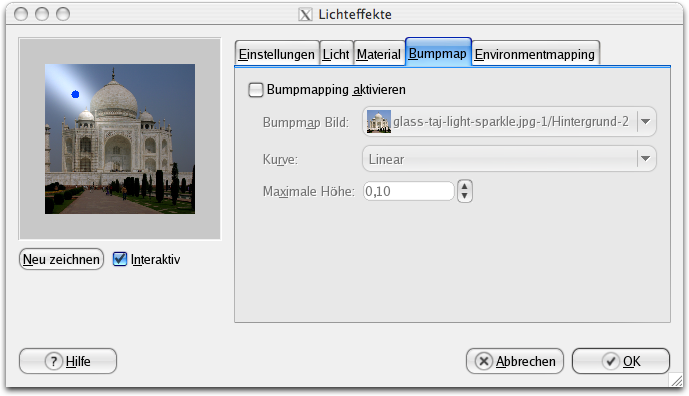 Lichteffekte
Einstellungen Licht Material Bumpmap Environmentmapping
Bumpmapping aktivieren
Bumpmap Bild: glass-taj-light-sparkle.jpg-1/Hintergrund-2
Kurve: Linear
Maximale Höhe: 0,10
Neu zeichnen Interaktiv
Hilfe Abbrechen OK